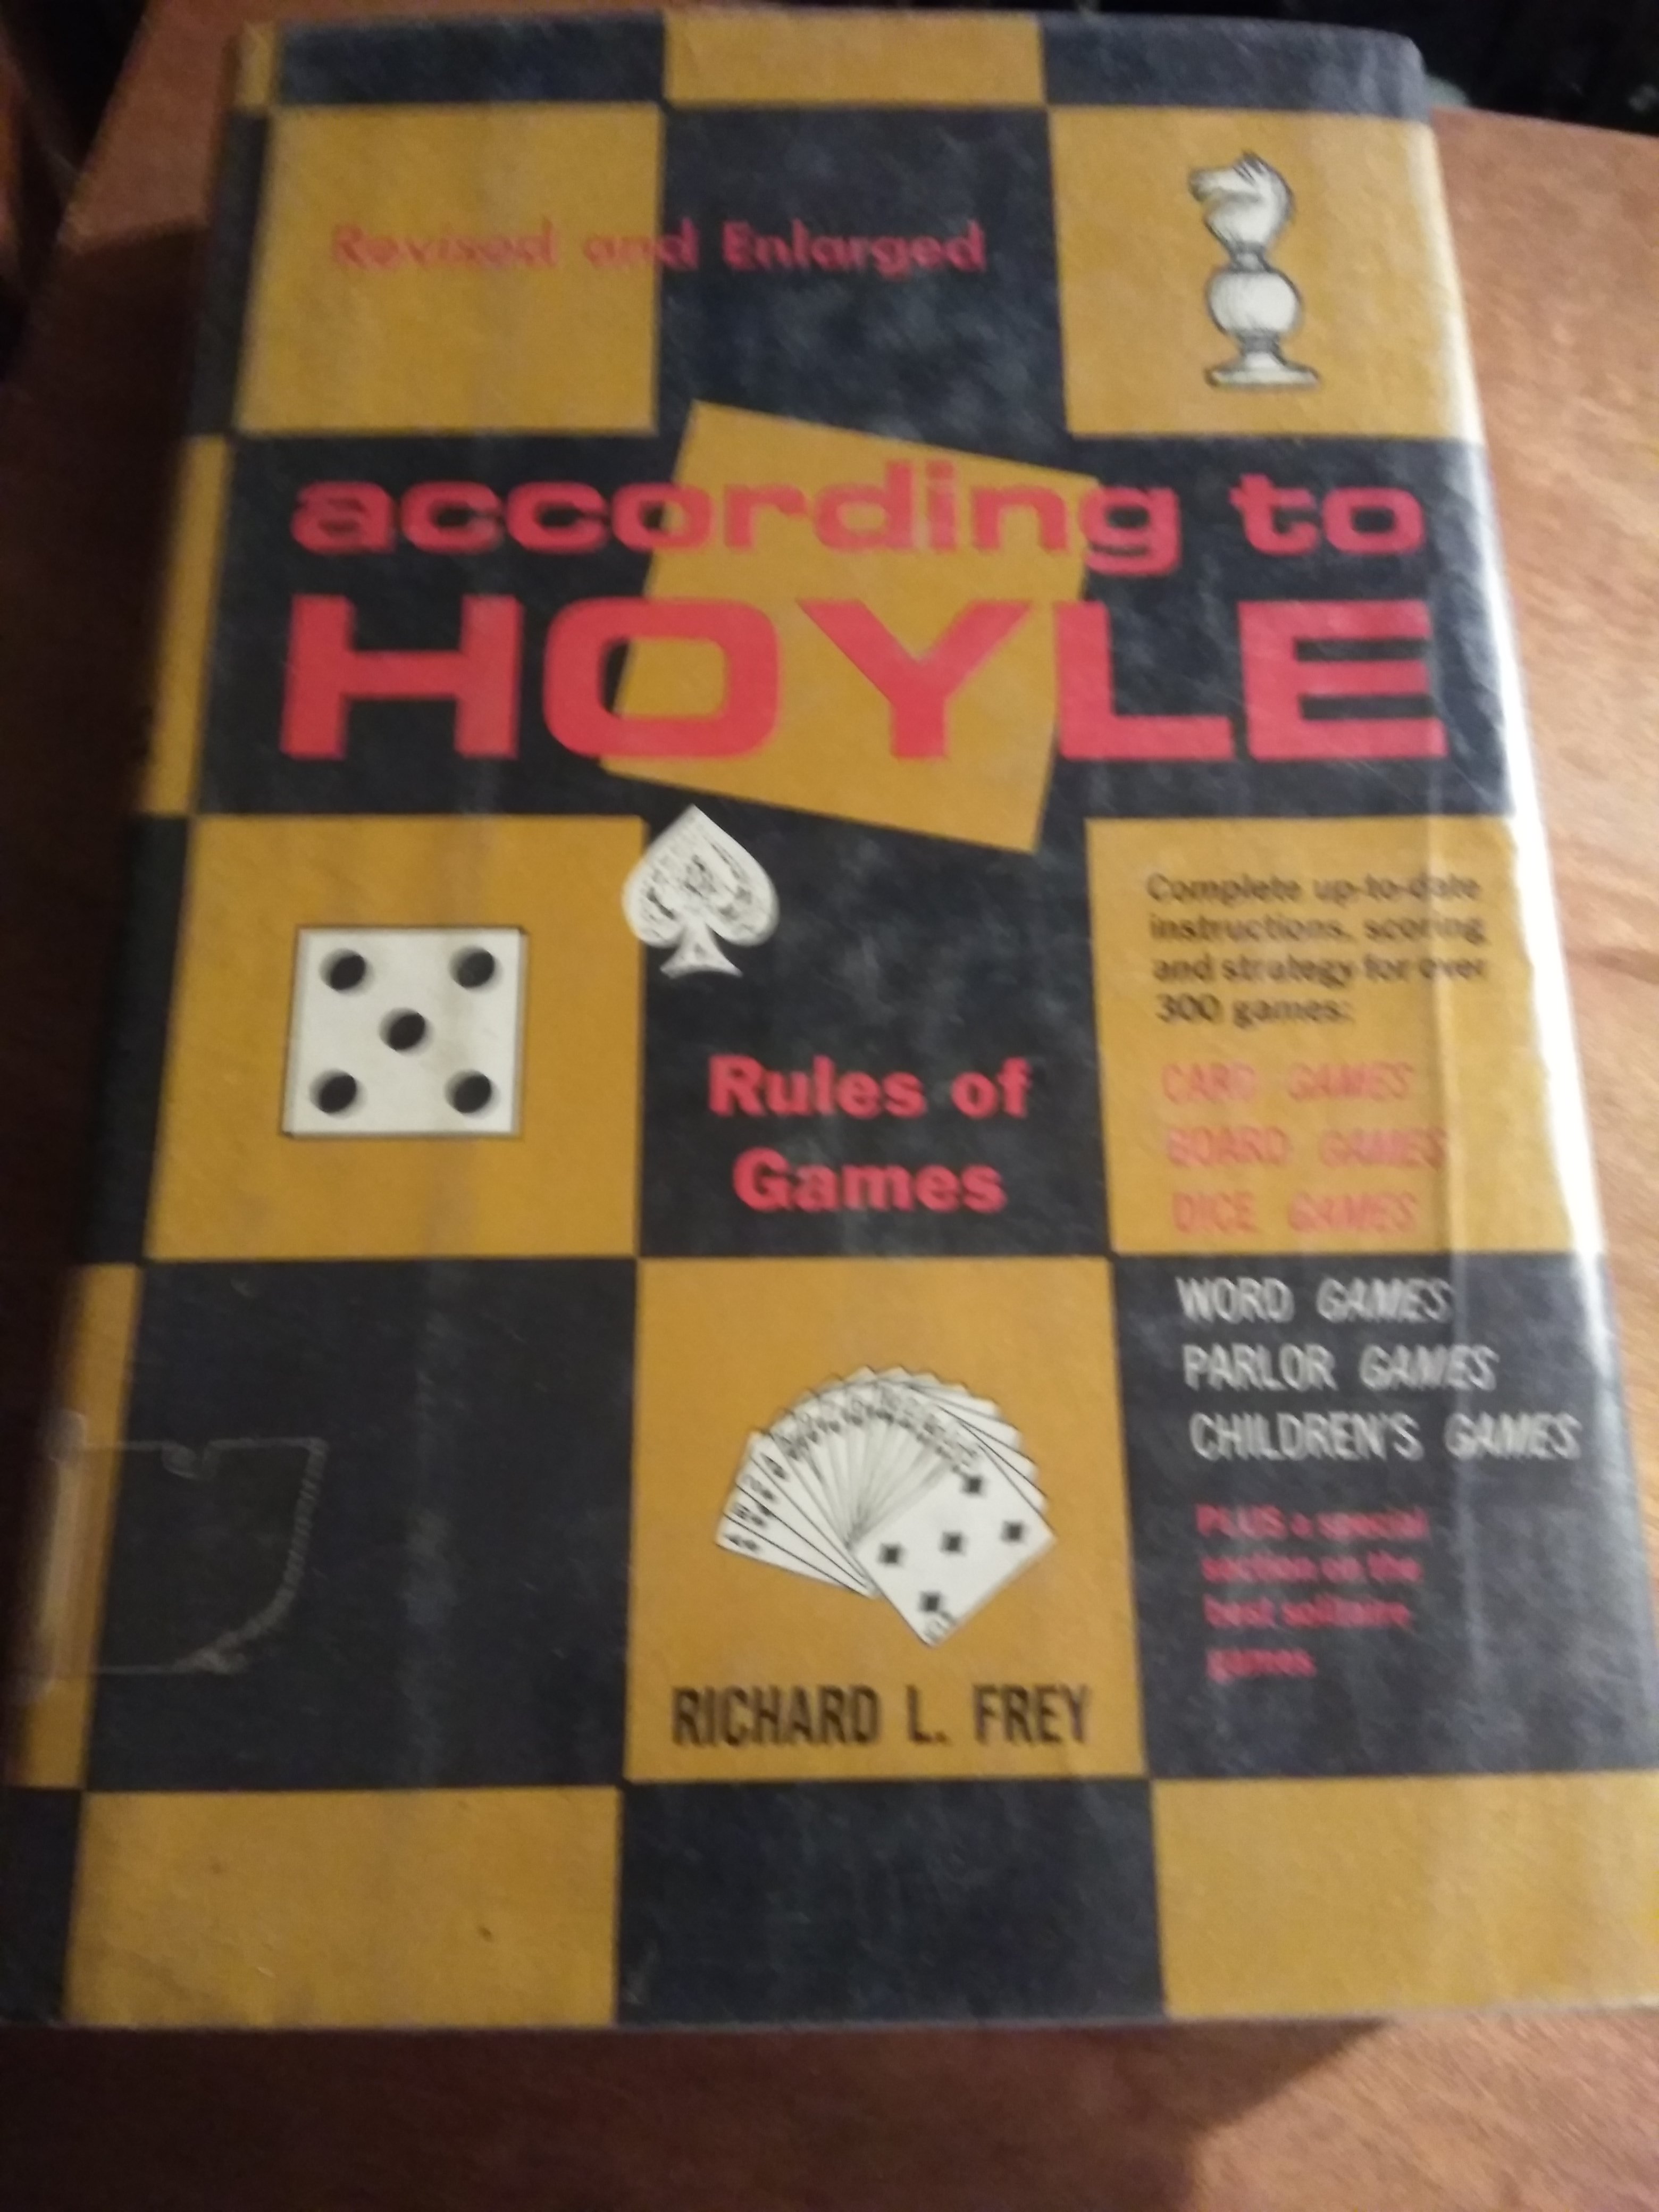 Revised and Enlarged
according to
HOYLE
Complete up-to-date
instructions, scoring
and strategy for over
300 games:
CARD GAMES
BOARD GAMES
DICE GAMES
Rules of
Games
WORD GAMES
PARLOR GAMES
CHILDREN'S GAMES
PLUS a special
section on the
best solitaire
games.
RICHARD L. FREY